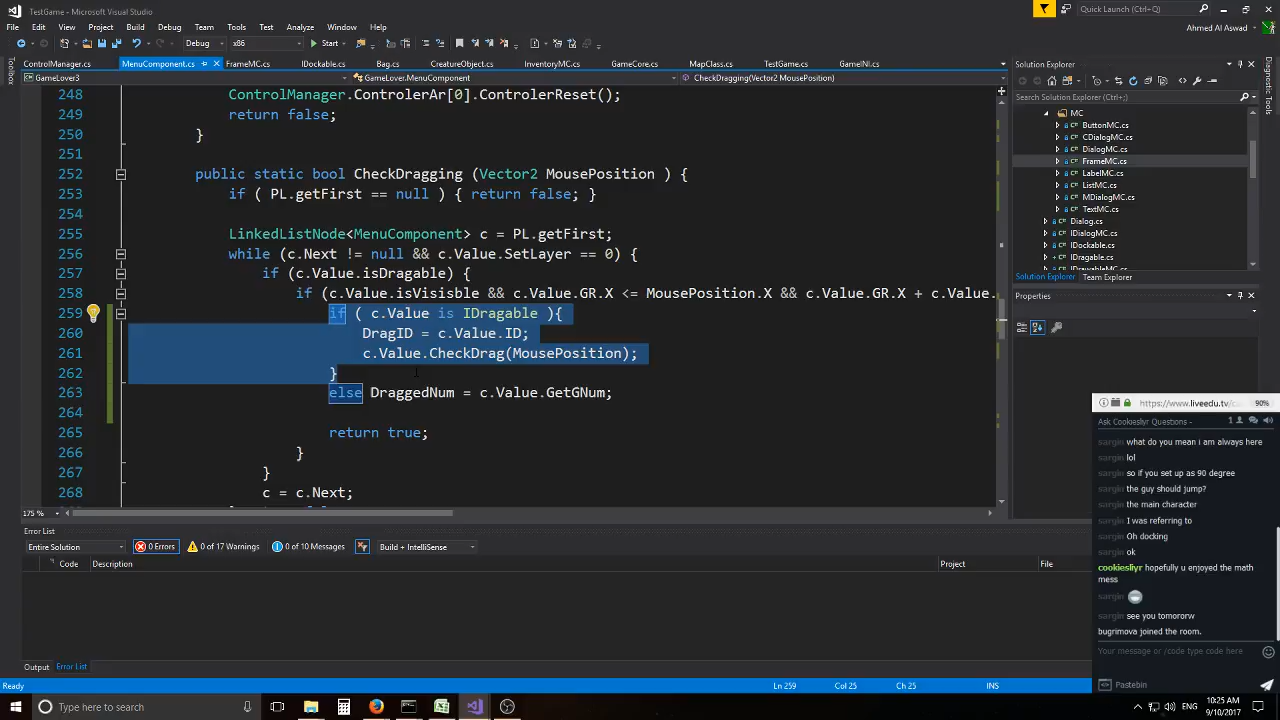 TestGame - Microsoft Visual Studio
Quick Launch (Ctrl+Q)
File Edit View Project Build Debug Team Tools Architecture Test Analyze Window Help
Ahmed Al Aswad
Debug x86 Start
ControlManager.cs MenuComponent.cs FrameMC.cs IDockable.cs Bag.cs CreatureObject.cs InventoryMC.cs GameCore.cs MapClass.cs TestGame.cs GameINI.cs
GameLover3 GameLover.MenuComponent CheckDragging(Vector2 MousePosition)
Toolbox
Diagnostic Tools
248 ControlManager.ControlerAr[0].ControlerReset();
249 return false;
250 }
251
252 public static bool CheckDragging (Vector2 MousePosition ) {
253 if ( PL.getFirst == null ) { return false; }
254
255 LinkedListNode<MenuComponent> c = PL.getFirst;
256 while (c.Next != null && c.Value.SetLayer == 0) {
257 if (c.Value.isDragable) {
258 if (c.Value.isVisisble && c.Value.GR.X <= MousePosition.X && c.Value.GR.X + c.Value.
259 if ( c.Value is IDragable ){
260 DragID = c.Value.ID;
261 c.Value.CheckDrag(MousePosition);
262 }
263 else DraggedNum = c.Value.GetGNum;
264
265 return true;
266 }
267 }
268 c = c.Next;
175 %
Solution Explorer
Search Solution Explorer (Ctrl+;)
MC
ButtonMC.cs
CDialogMC.cs
DialogMC.cs
FrameMC.cs
LabelMC.cs
ListMC.cs
MDialogMC.cs
TextMC.cs
Dialog.cs
IDialogMC.cs
IDockable.cs
IDragable.cs
IDrawableMC.cs
Solution Explorer Team Explorer
Properties
Error List
Entire Solution 0 Errors 0 of 17 Warnings 0 of 10 Messages Build + IntelliSense
Code Description Project File
Output Error List
Ready Ln 259 Col 25 Ch 25 INS
https://www.liveedu.tv/ 90%
Ask Cookiesliyr Questions - 1
sargin what do you mean i am always here
sargin lol
sargin so if you set up as 90 degree
sargin the guy should jump?
sargin the main character
sargin I was referring to
sargin Oh docking
sargin ok
cookiesliyr hopefully u enjoyed the math
mess
sargin
sargin see you tomororw
bugrimova joined the room.
Your message / or type code here
Pastebin
Type here to search
10:25 AM
9/10/2017